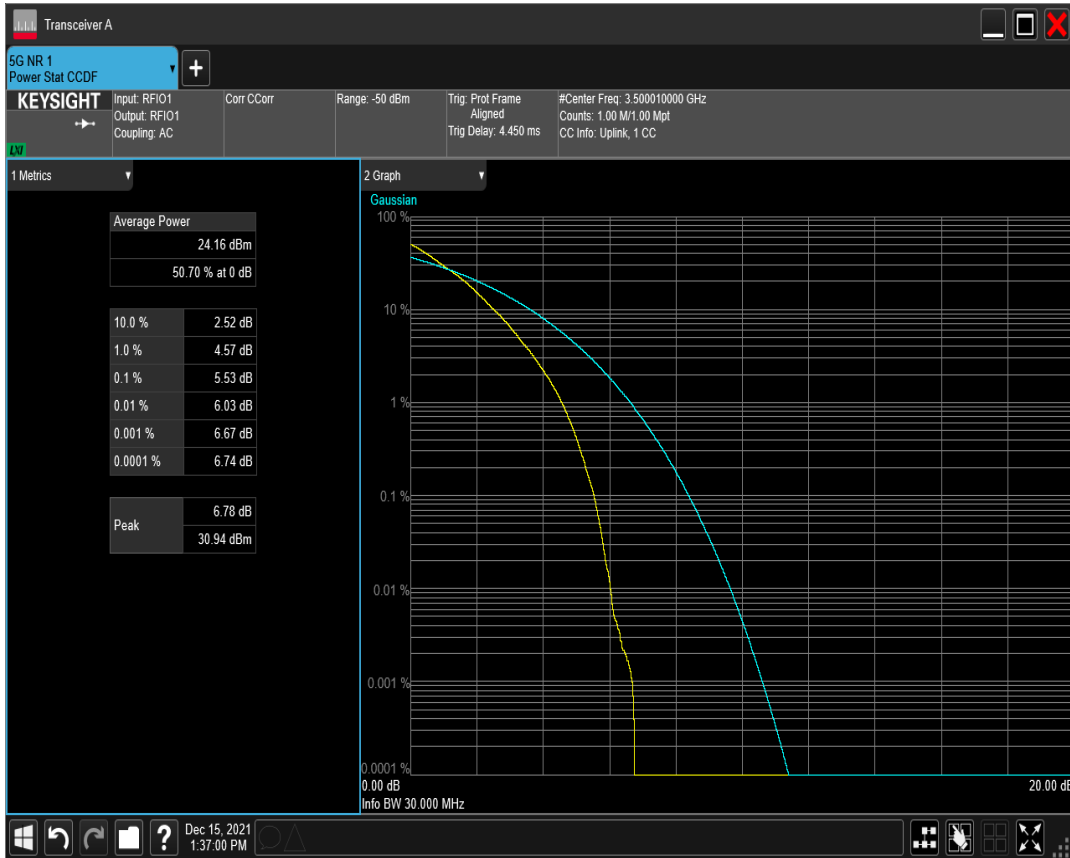 Transceiver A
5G NR 1
Power Stat CCDF
+
KEYSIGHT
LXI
Input: RFIO1
Output: RFIO1
Coupling: AC
Corr CCorr
Range: -50 dBm
Trig: Prot Frame
Aligned
Trig Delay: 4.450 ms
#Center Freq: 3.500010000 GHz
Counts: 1.00 M/1.00 Mpt
CC Info: Uplink, 1 CC
1 Metrics
Average Power
24.16 dBm
50.70 % at 0 dB
10.0 % 2.52 dB
1.0 % 4.57 dB
0.1 % 5.53 dB
0.01 % 6.03 dB
0.001 % 6.67 dB
0.0001 % 6.74 dB
Peak
6.78 dB
30.94 dBm
2 Graph
Gaussian
100 %
10 %
1 %
0.1 %
0.01 %
0.001 %
0.0001 %
0.00 dB 20.00 dB
Info BW 30.000 MHz
?
Dec 15, 2021
1:37:00 PM